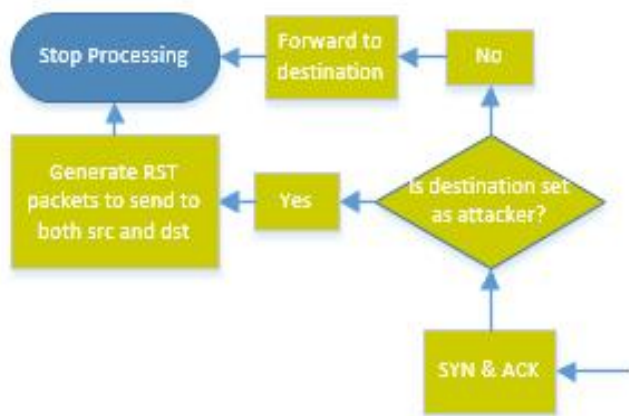 Stop Processing
Forward to
destination
No
Generate RST
packets to send to
both src and dst
Yes
Is destination set
as attacker?
SYN & ACK